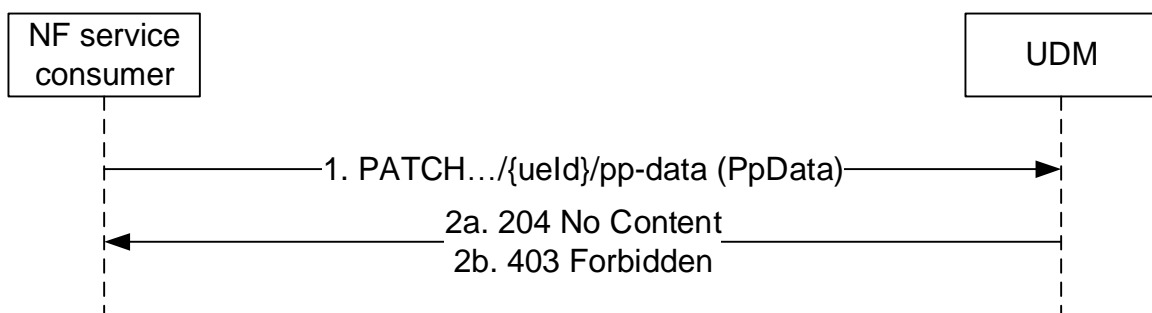 NF service
consumer
UDM
1. PATCH…/{ueId}/pp-data (PpData)
2a. 204 No Content
2b. 403 Forbidden